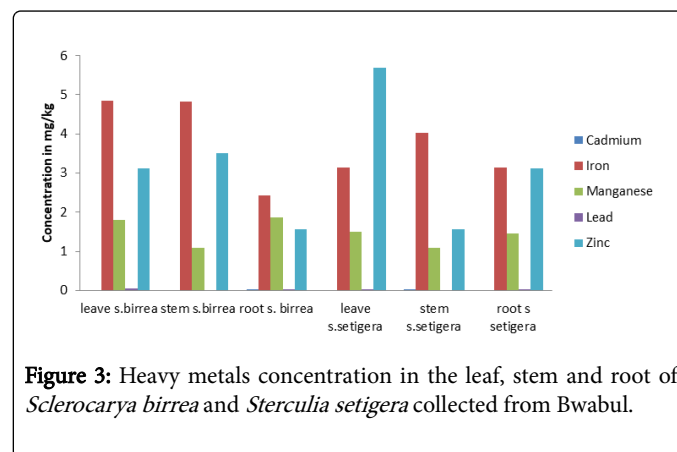 6
5
4
3
2
1
0
Concentration in mg/kg
leave s.birrea stem s.birrea root s. birrea leave s.setigera stem s.setigera root s setigera
Cadmium
Iron
Manganese
Lead
Zinc
Figure 3: Heavy metals concentration in the leaf, stem and root of
Sclerocarya birrea and Sterculia setigera collected from Bwabul.